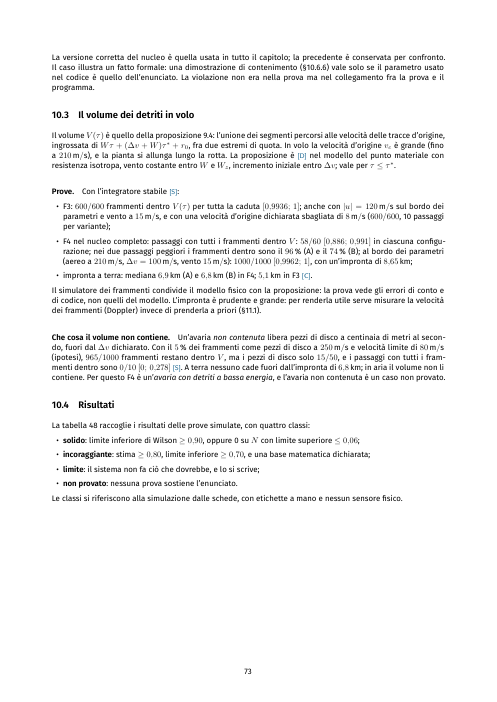 La versione corretta del nucleo è quella usata in tutto il capitolo; la precedente è conservata per confronto.
Il caso illustra un fatto formale: una dimostrazione di contenimento (§10.6.6) vale solo se il parametro usato
nel codice è quello dell'enunciato. La violazione non era nella prova ma nel collegamento fra la prova e il
programma.
10.3 Il volume dei detriti in volo
Il volume V(τ) è quello della proposizione 9.4: l'unione dei segmenti percorsi alle velocità delle tracce d'origine,
ingrossata di Wτ + (Δv + W)τ* + r₀, fra due estremi di quota. In volo la velocità d'origine vₑ è grande (fino
a 210 m/s), e la pianta si allunga lungo la rotta. La proposizione è [D] nel modello del punto materiale con
resistenza isotropa, vento costante entro W e W_z, incremento iniziale entro Δv; vale per τ ≤ τ*.
Prove. Con l'integratore stabile [S]:
• F3: 600/600 frammenti dentro V(τ) per tutta la caduta [0,9936; 1]; anche con |u| = 120 m/s sul bordo dei
parametri e vento a 15 m/s, e con una velocità d'origine dichiarata sbagliata di 8 m/s (600/600, 10 passaggi
per variante);
• F4 nel nucleo completo: passaggi con tutti i frammenti dentro V: 58/60 [0,886; 0,991] in ciascuna configu-
razione; nei due passaggi peggiori i frammenti dentro sono il 96 % (A) e il 74 % (B); al bordo dei parametri
(aereo a 210 m/s, Δv = 100 m/s, vento 15 m/s): 1000/1000 [0,9962; 1], con un'impronta di 8,65 km;
• impronta a terra: mediana 6,9 km (A) e 6,8 km (B) in F4; 5,1 km in F3 [C].
Il simulatore dei frammenti condivide il modello fisico con la proposizione: la prova vede gli errori di conto e
di codice, non quelli del modello. L'impronta è prudente e grande: per renderla utile serve misurare la velocità
dei frammenti (Doppler) invece di prenderla a priori (§11.1).
Che cosa il volume non contiene. Un'avaria non contenuta libera pezzi di disco a centinaia di metri al secon-
do, fuori dal Δv dichiarato. Con il 5 % dei frammenti come pezzi di disco a 250 m/s e velocità limite di 80 m/s
(ipotesi), 965/1000 frammenti restano dentro V, ma i pezzi di disco solo 15/50, e i passaggi con tutti i fram-
menti dentro sono 0/10 [0; 0,278] [S]. A terra nessuno cade fuori dall'impronta di 6,8 km; in aria il volume non li
contiene. Per questo F4 è un'avaria con detriti a bassa energia, e l'avaria non contenuta è un caso non provato.
10.4 Risultati
La tabella 48 raccoglie i risultati delle prove simulate, con quattro classi:
• solido: limite inferiore di Wilson ≥ 0,90, oppure 0 su N con limite superiore ≤ 0,06;
• incoraggiante: stima ≥ 0,80, limite inferiore ≥ 0,70, e una base matematica dichiarata;
• limite: il sistema non fa ciò che dovrebbe, e lo si scrive;
• non provato: nessuna prova sostiene l'enunciato.
Le classi si riferiscono alla simulazione dalle schede, con etichette a mano e nessun sensore fisico.
73